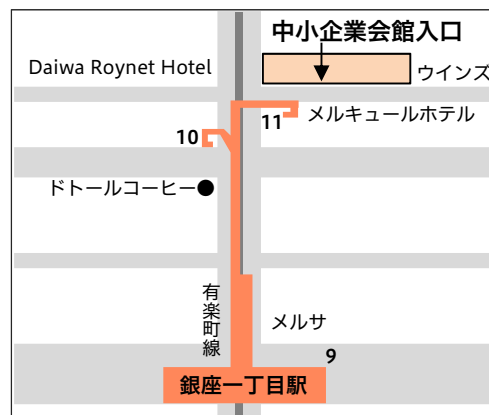 中小企業会館入口
Daiwa Roynet Hotel
ウインズ
11 メルキュールホテル
10
ドトールコーヒー●
有楽町線
メルサ
9
銀座一丁目駅